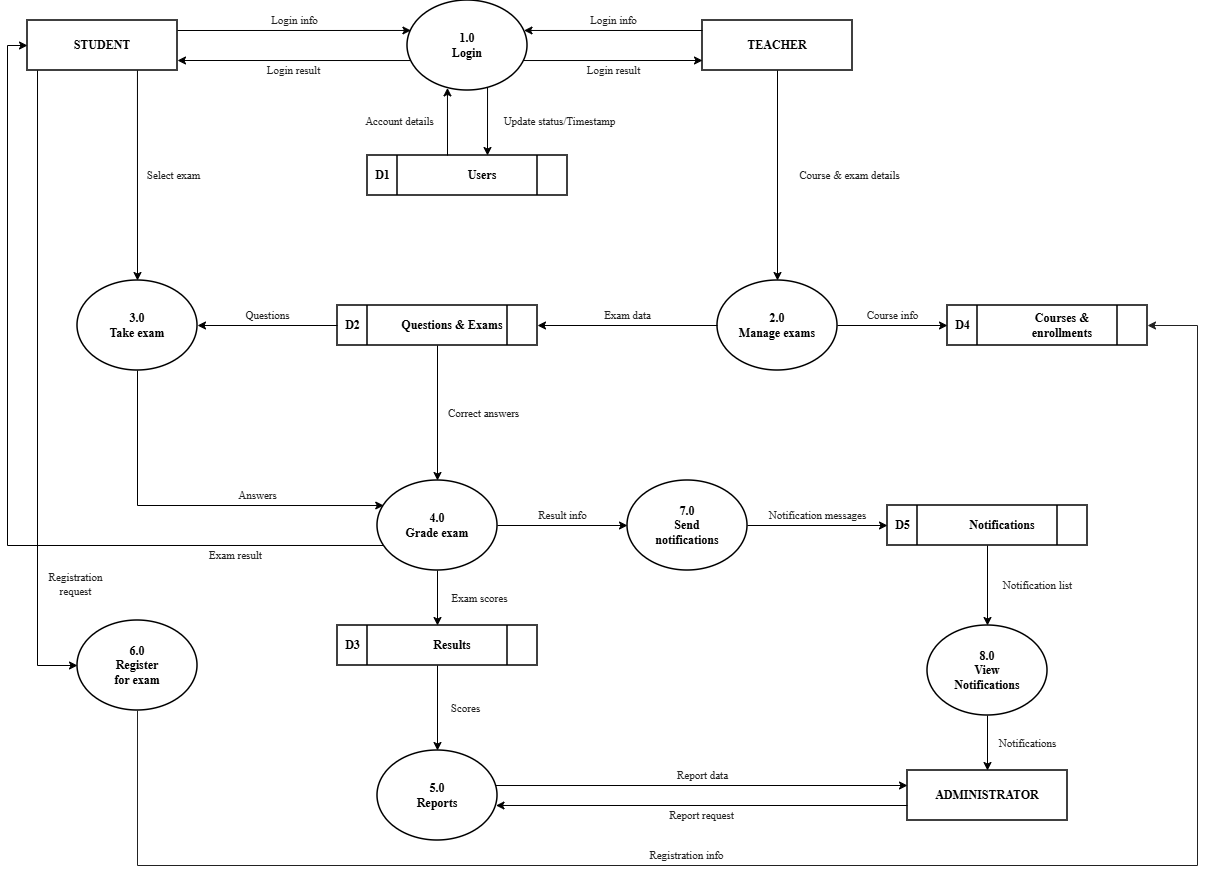 Login info
Login info
STUDENT
1.0
Login
TEACHER
Login result
Login result
Account details
Update status/Timestamp
D1
Users
Select exam
Course & exam details
3.0
Take exam
Questions
D2
Questions & Exams
Exam data
2.0
Manage exams
Course info
D4
Courses &
enrollments
Correct answers
Answers
4.0
Grade exam
Result info
7.0
Send
notifications
Notification messages
D5
Notifications
Exam result
Registration
request
Exam scores
Notification list
6.0
Register
for exam
D3
Results
8.0
View
Notifications
Scores
Notifications
5.0
Reports
Report data
Report request
ADMINISTRATOR
Registration info